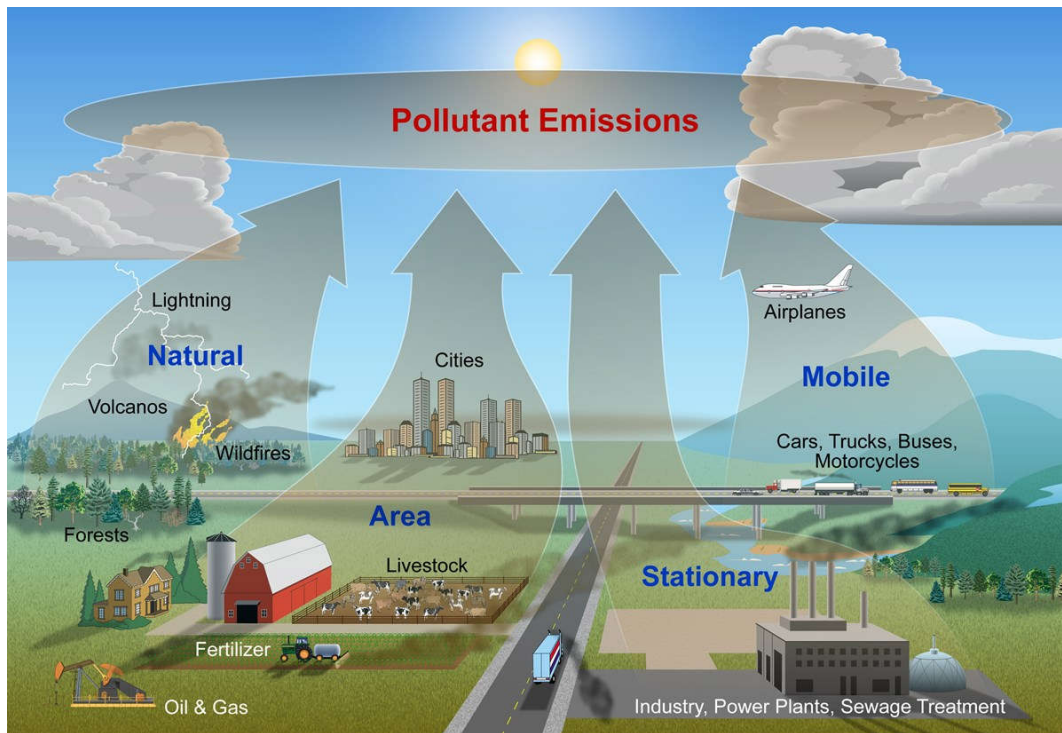 Pollutant Emissions
Lightning
Natural
Volcanos
Wildfires
Forests
Cities
Area
Livestock
Fertilizer
Oil & Gas
Airplanes
Mobile
Cars, Trucks, Buses,
Motorcycles
Stationary
Industry, Power Plants, Sewage Treatment